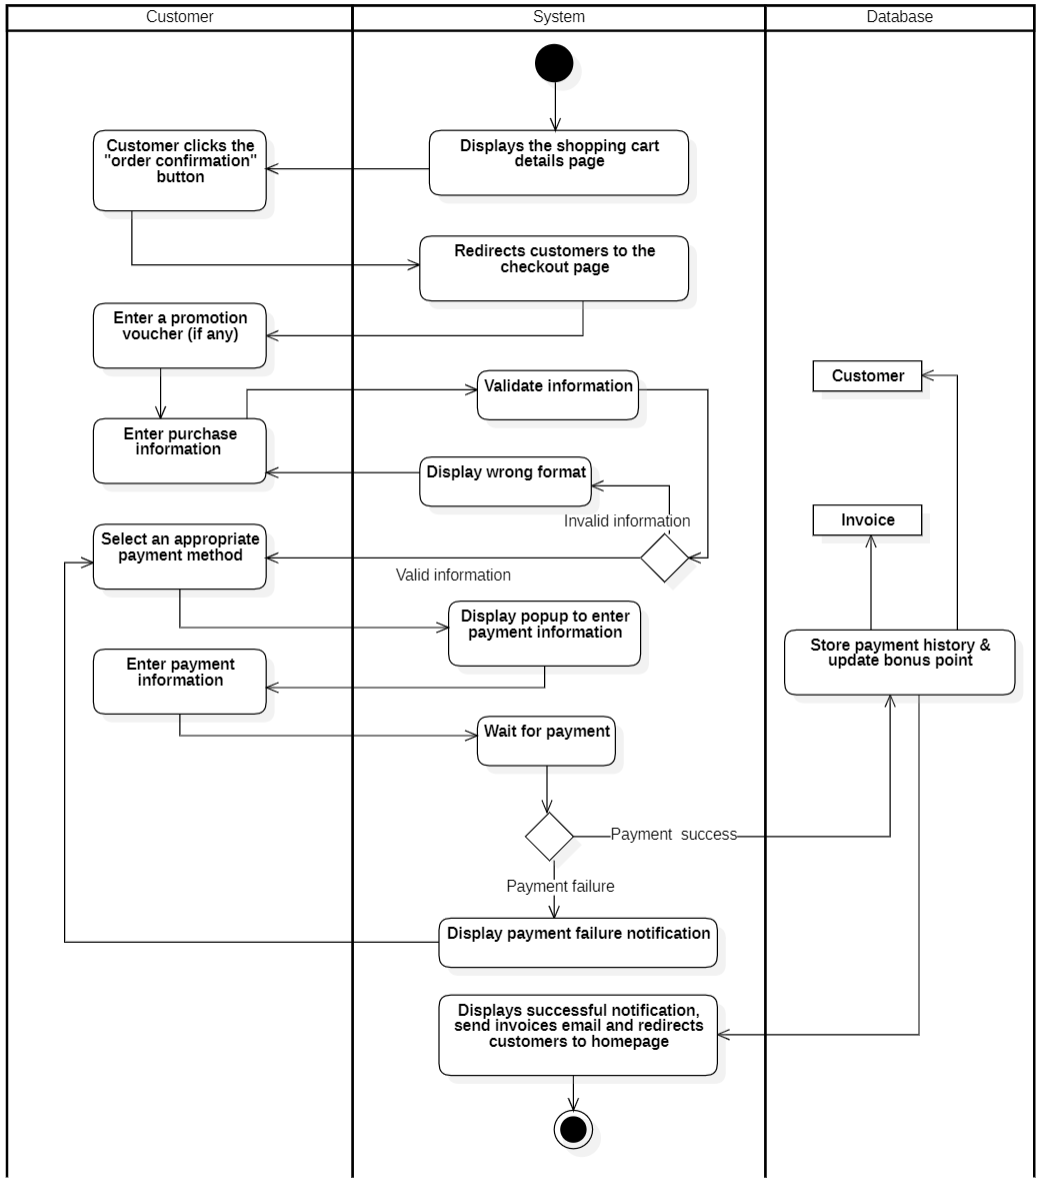 Customer
System
Database
Displays the shopping cart
details page
Customer clicks the
"order confirmation"
button
Redirects customers to the
checkout page
Enter a promotion
voucher (if any)
Validate information
Customer
Enter purchase
information
Display wrong format
Invalid information
Invoice
Select an appropriate
payment method
Valid information
Display popup to enter
payment information
Store payment history &
update bonus point
Enter payment
information
Wait for payment
Payment  success
Payment failure
Display payment failure notification
Displays successful notification,
send invoices email and redirects
customers to homepage